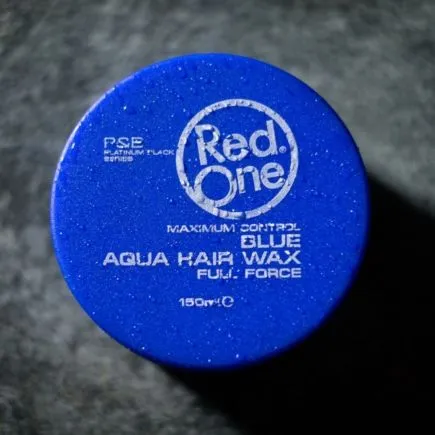 Red
One
P&B
PLATINUM BLACK
SERIES
MAXIMUM CONTROL
BLUE
AQUA HAIR WAX
FULL FORCE
150ml e